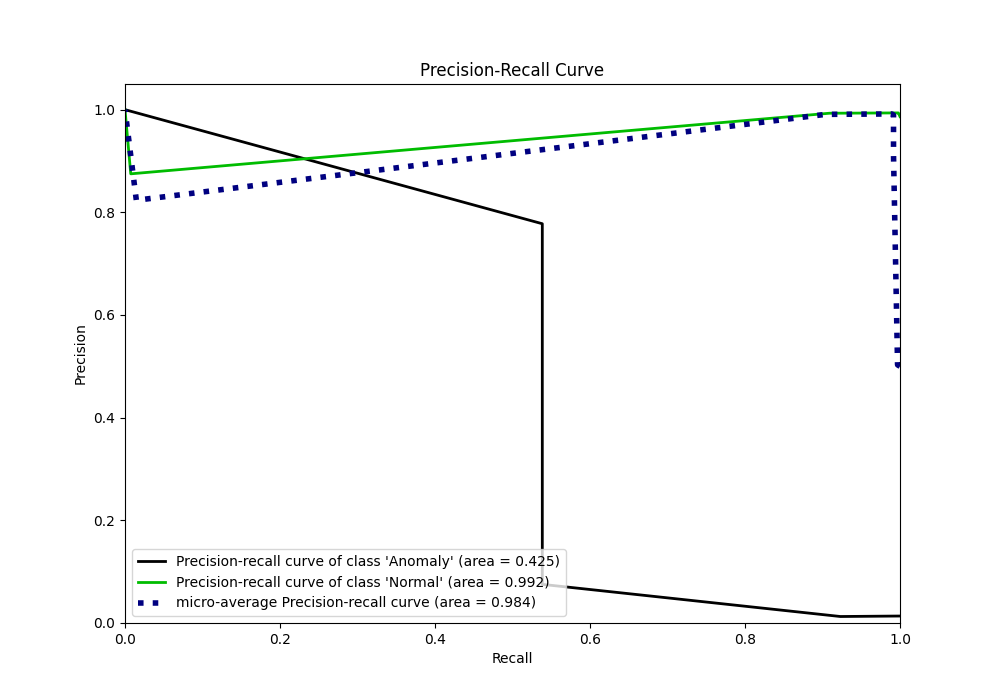 Precision-Recall Curve
1.0
0.8
0.6
0.4
0.2
0.0
Precision
Precision-recall curve of class 'Anomaly' (area = 0.425)
Precision-recall curve of class 'Normal' (area = 0.992)
micro-average Precision-recall curve (area = 0.984)
0.0 0.2 0.4 0.6 0.8 1.0
Recall